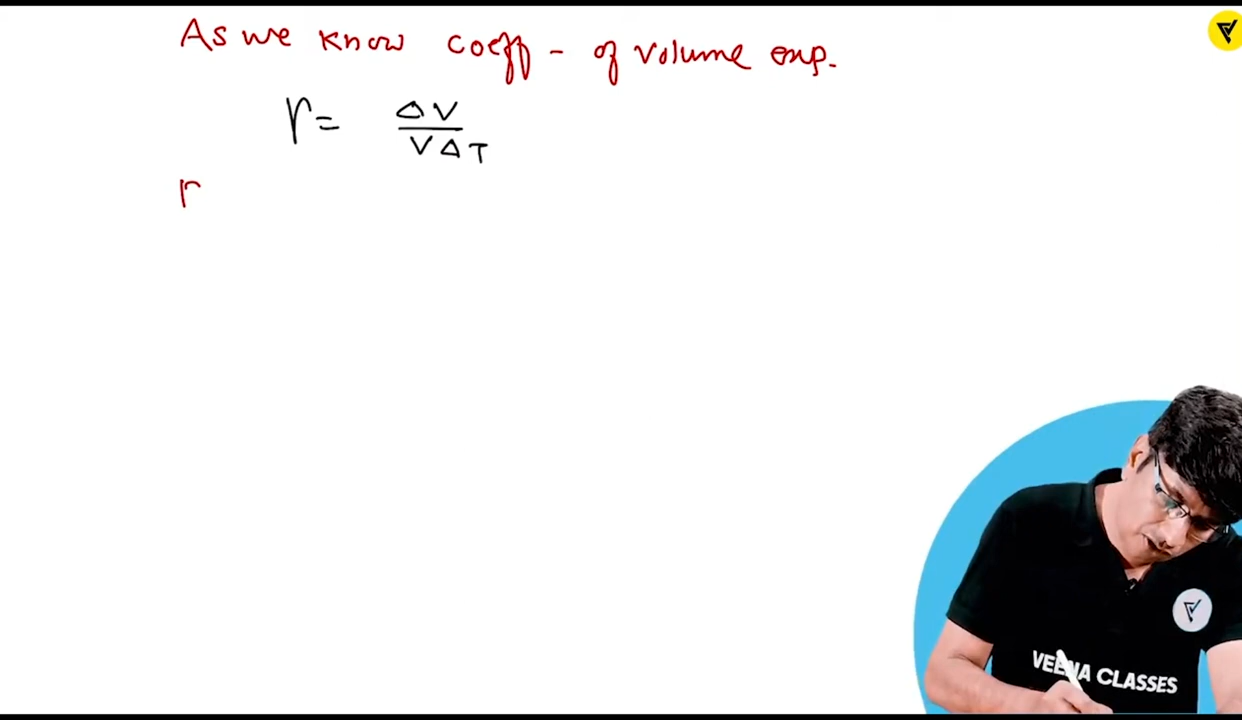 As we know coeff - of volume exp.
r = ΔV / VΔT
r
VEENA CLASSES